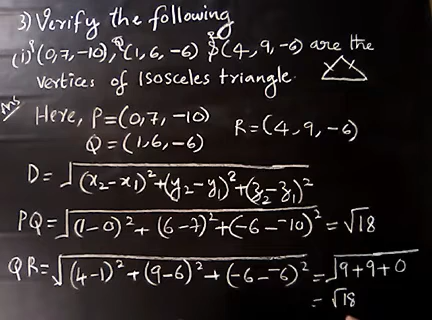 3) Verify the following
(i) (0,7,-10), (1,6,-6) & (4,9,-6) are the
vertices of Isosceles triangle.
Ans
Here, P=(0,7,-10)
Q=(1,6,-6)
R=(4,9,-6)
D=√(x₂-x₁)²+(y₂-y₁)²+(z₂-z₁)²
PQ=√(1-0)²+(6-7)²+(-6--10)²=√18
QR=√(4-1)²+(9-6)²+(-6--6)²=√9+9+0
=√18